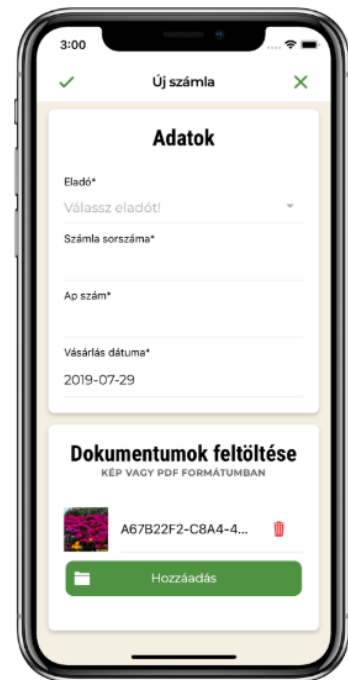 3:00
Új számla
Adatok
Eladó*
Válassz eladót!
Számla sorszáma*
Ap szám*
Vásárlás dátuma*
2019-07-29
Dokumentumok feltöltése
KÉP VAGY PDF FORMÁTUMBAN
A67B22F2-C8A4-4...
Hozzáadás